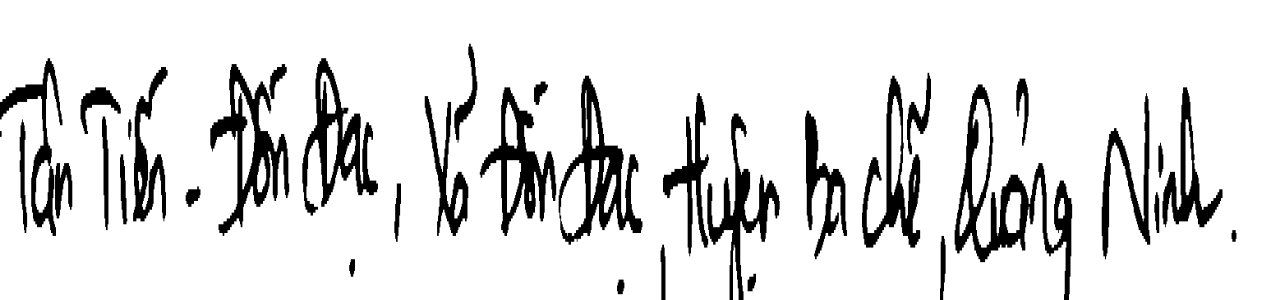 Tân Tiến - Đồn Đạc, Xã Đồn Đạc, Huyện Ba chẽ, Quảng Ninh.